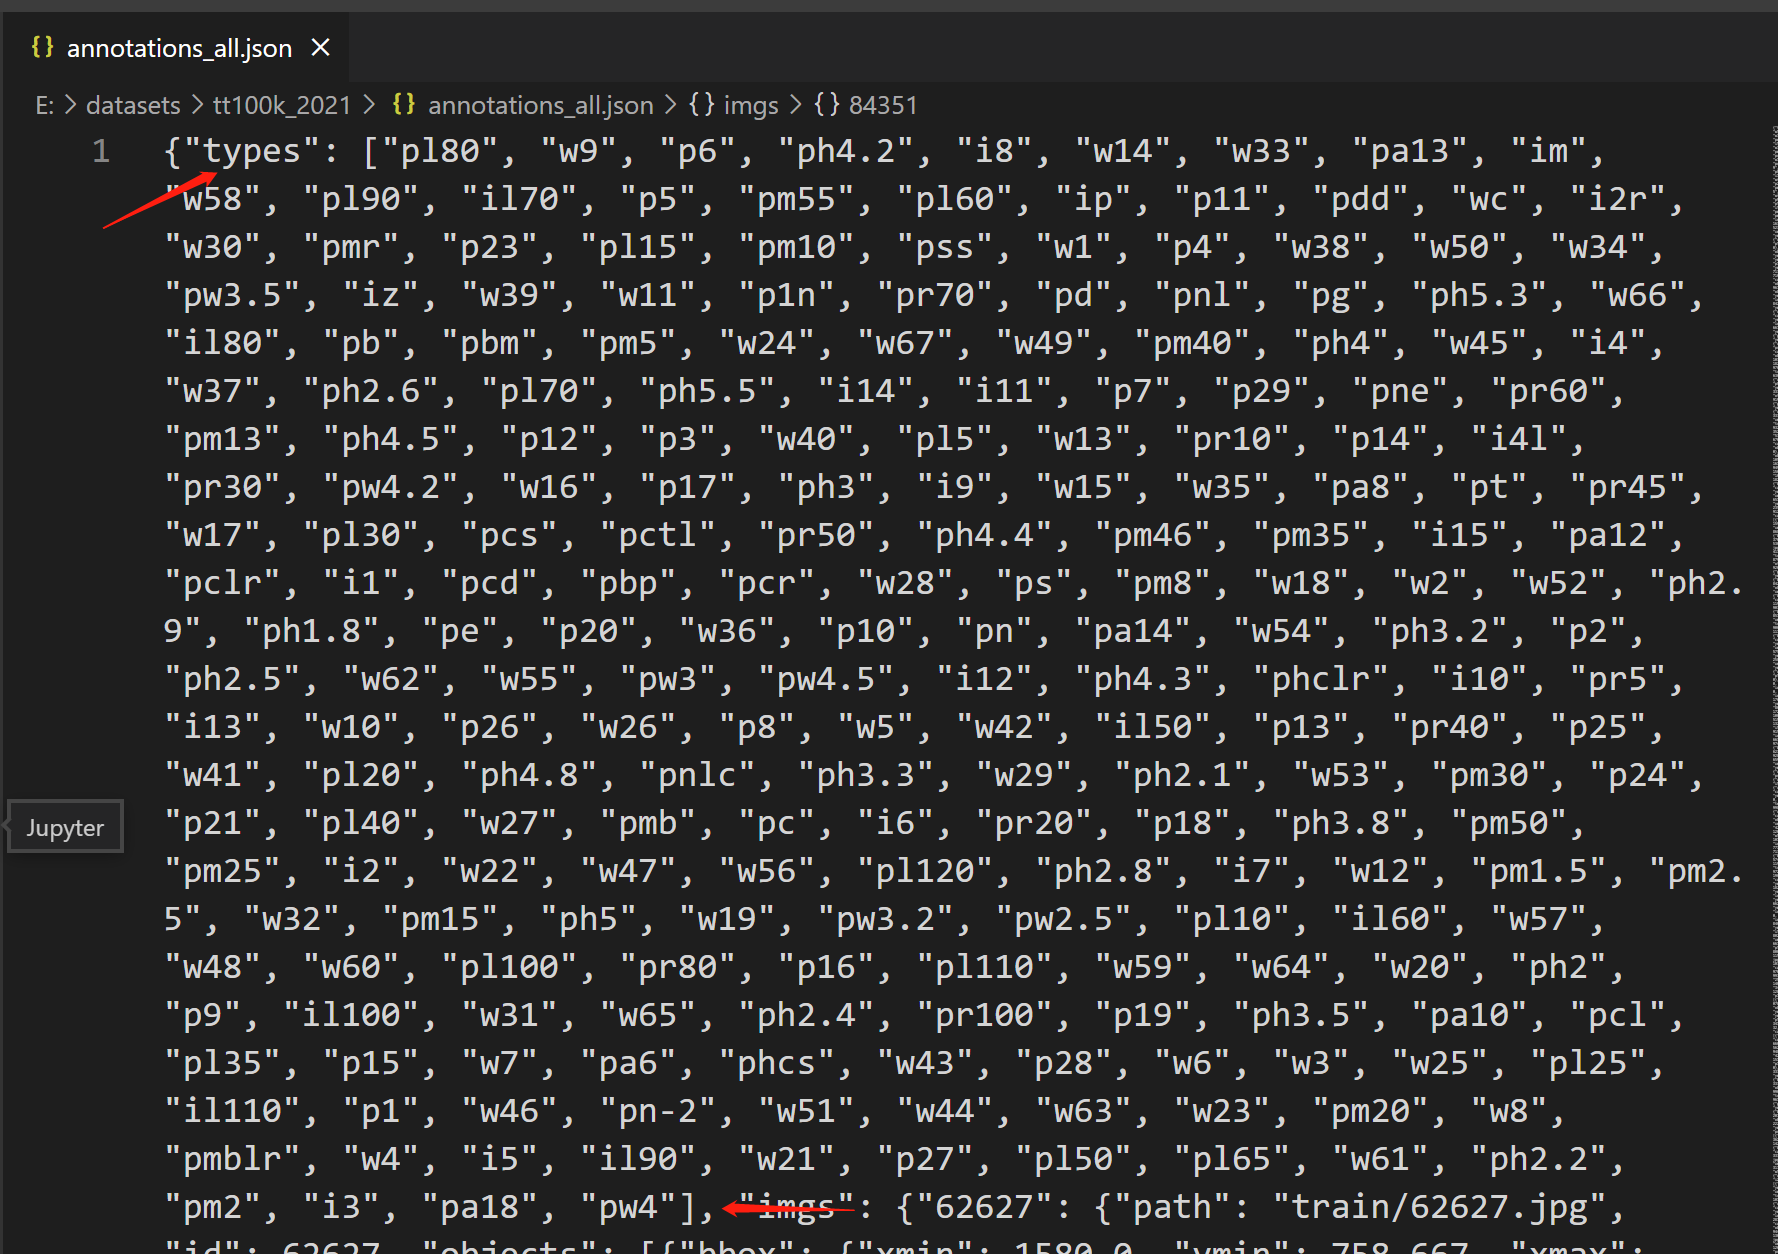 {} annotations_all.json ×
E: > datasets > tt100k_2021 > {} annotations_all.json > {} imgs > {} 84351
1 {"types": ["pl80", "w9", "p6", "ph4.2", "i8", "w14", "w33", "pa13", "im",
"w58", "pl90", "il70", "p5", "pm55", "pl60", "ip", "p11", "pdd", "wc", "i2r",
"w30", "pmr", "p23", "pl15", "pm10", "pss", "w1", "p4", "w38", "w50", "w34",
"pw3.5", "iz", "w39", "w11", "p1n", "pr70", "pd", "pnl", "pg", "ph5.3", "w66",
"il80", "pb", "pbm", "pm5", "w24", "w67", "w49", "pm40", "ph4", "w45", "i4",
"w37", "ph2.6", "pl70", "ph5.5", "i14", "i11", "p7", "p29", "pne", "pr60",
"pm13", "ph4.5", "p12", "p3", "w40", "pl5", "w13", "pr10", "p14", "i4l",
"pr30", "pw4.2", "w16", "p17", "ph3", "i9", "w15", "w35", "pa8", "pt", "pr45",
"w17", "pl30", "pcs", "pctl", "pr50", "ph4.4", "pm46", "pm35", "i15", "pa12",
"pclr", "i1", "pcd", "pbp", "pcr", "w28", "ps", "pm8", "w18", "w2", "w52", "ph2.
9", "ph1.8", "pe", "p20", "w36", "p10", "pn", "pa14", "w54", "ph3.2", "p2",
"ph2.5", "w62", "w55", "pw3", "pw4.5", "i12", "ph4.3", "phclr", "i10", "pr5",
"i13", "w10", "p26", "w26", "p8", "w5", "w42", "il50", "p13", "pr40", "p25",
"w41", "pl20", "ph4.8", "pnlc", "ph3.3", "w29", "ph2.1", "w53", "pm30", "p24",
"p21", "pl40", "w27", "pmb", "pc", "i6", "pr20", "p18", "ph3.8", "pm50",
Jupyter
"pm25", "i2", "w22", "w47", "w56", "pl120", "ph2.8", "i7", "w12", "pm1.5", "pm2.
5", "w32", "pm15", "ph5", "w19", "pw3.2", "pw2.5", "pl10", "il60", "w57",
"w48", "w60", "pl100", "pr80", "p16", "pl110", "w59", "w64", "w20", "ph2",
"p9", "il100", "w31", "w65", "ph2.4", "pr100", "p19", "ph3.5", "pa10", "pcl",
"pl35", "p15", "w7", "pa6", "phcs", "w43", "p28", "w6", "w3", "w25", "pl25",
"il110", "p1", "w46", "pn-2", "w51", "w44", "w63", "w23", "pm20", "w8",
"pmblr", "w4", "i5", "il90", "w21", "p27", "pl50", "pl65", "w61", "ph2.2",
"pm2", "i3", "pa18", "pw4"], "imgs": {"62627": {"path": "train/62627.jpg",
"id": 62627, "objects": [{"bbox": {"xmin": 1580.0, "ymin": 758.667, "xmax":